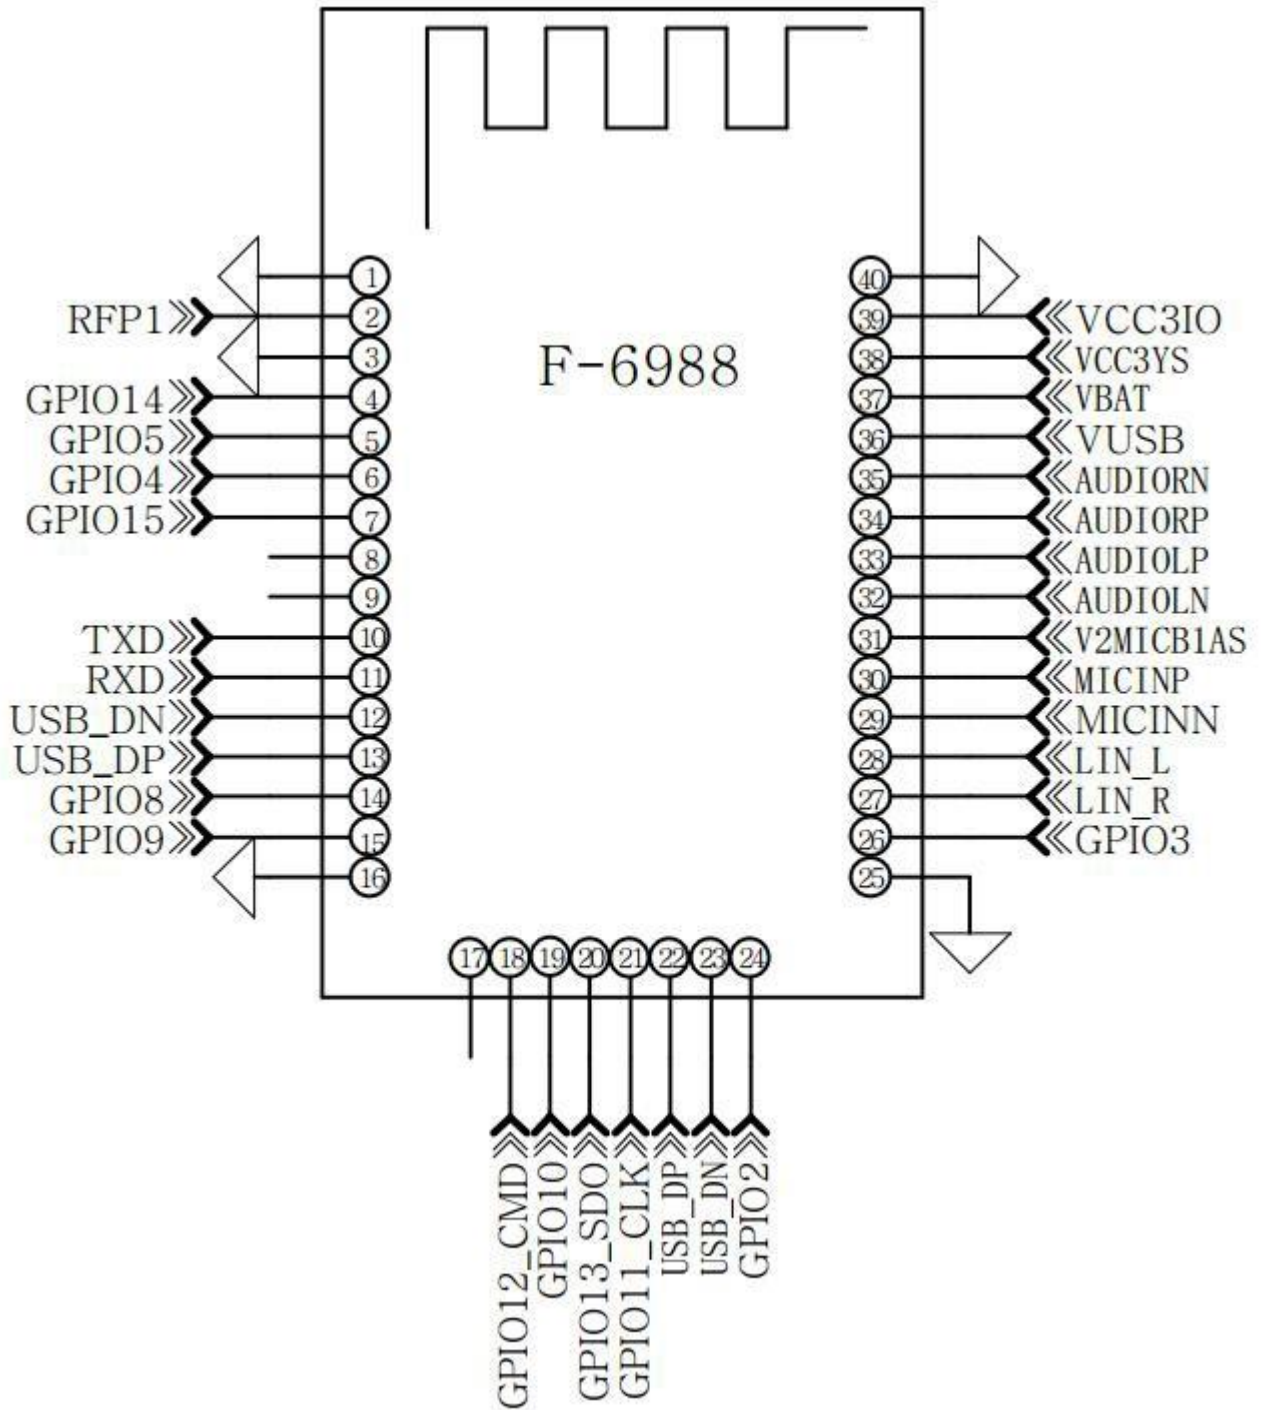 F-6988
1
RFP1 2
3
GPIO14 4
GPIO5 5
GPIO4 6
GPIO15 7
8
9
TXD 10
RXD 11
USB_DN 12
USB_DP 13
GPIO8 14
GPIO9 15
16
40
39 VCC3IO
38 VCC3YS
37 VBAT
36 VUSB
35 AUDIORN
34 AUDIORP
33 AUDIOLP
32 AUDIOLN
31 V2MICB1AS
30 MICINP
29 MICINN
28 LIN_L
27 LIN_R
26 GPIO3
25
17 18 19 20 21 22 23 24
GPIO12_CMD
GPIO10
GPIO13_SDO
GPIO11_CLK
USB_DP
USB_DN
GPIO2